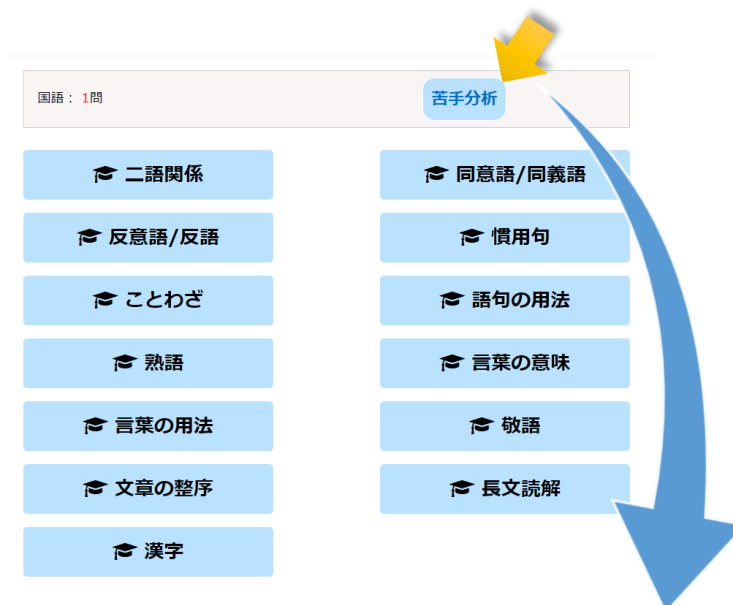 国語： 1問
苦手分析
二語関係
同意語/同義語
反意語/反語
慣用句
ことわざ
語句の用法
熟語
言葉の意味
言葉の用法
敬語
文章の整序
長文読解
漢字